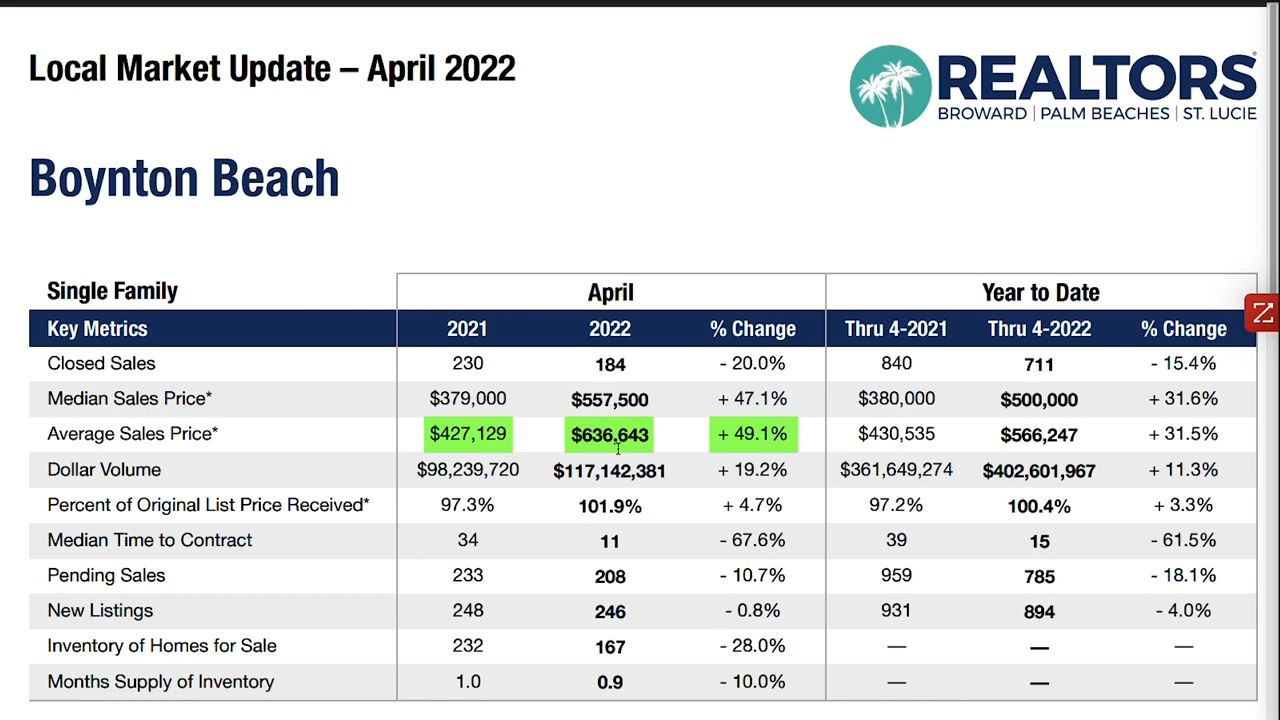 Local Market Update – April 2022
REALTORS®
BROWARD | PALM BEACHES | ST. LUCIE
Boynton Beach
Single Family April Year to Date
Key Metrics 2021 2022 % Change Thru 4-2021 Thru 4-2022 % Change
Closed Sales 230 184 - 20.0% 840 711 - 15.4%
Median Sales Price* $379,000 $557,500 + 47.1% $380,000 $500,000 + 31.6%
Average Sales Price* $427,129 $636,643 + 49.1% $430,535 $566,247 + 31.5%
Dollar Volume $98,239,720 $117,142,381 + 19.2% $361,649,274 $402,601,967 + 11.3%
Percent of Original List Price Received* 97.3% 101.9% + 4.7% 97.2% 100.4% + 3.3%
Median Time to Contract 34 11 - 67.6% 39 15 - 61.5%
Pending Sales 233 208 - 10.7% 959 785 - 18.1%
New Listings 248 246 - 0.8% 931 894 - 4.0%
Inventory of Homes for Sale 232 167 - 28.0% — — —
Months Supply of Inventory 1.0 0.9 - 10.0% — — —